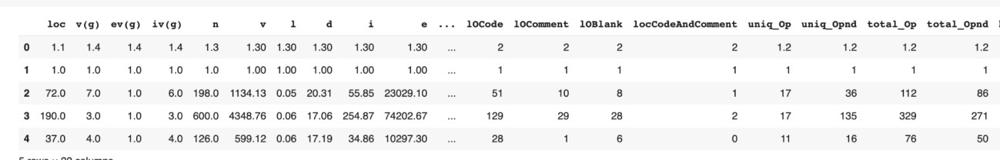 loc v(g) ev(g) iv(g) n v l d i e ... lOCode lOComment lOBlank locCodeAndComment uniq_Op uniq_Opnd total_Op total_Opnd
0 1.1 1.4 1.4 1.4 1.3 1.30 1.30 1.30 1.30 1.30 ... 2 2 2 2 1.2 1.2 1.2 1.2
1 1.0 1.0 1.0 1.0 1.0 1.00 1.00 1.00 1.00 1.00 ... 1 1 1 1 1 1 1 1
2 72.0 7.0 1.0 6.0 198.0 1134.13 0.05 20.31 55.85 23029.10 ... 51 10 8 1 17 36 112 86
3 190.0 3.0 1.0 3.0 600.0 4348.76 0.06 17.06 254.87 74202.67 ... 129 29 28 2 17 135 329 271
4 37.0 4.0 1.0 4.0 126.0 599.12 0.06 17.19 34.86 10297.30 ... 28 1 6 0 11 16 76 50